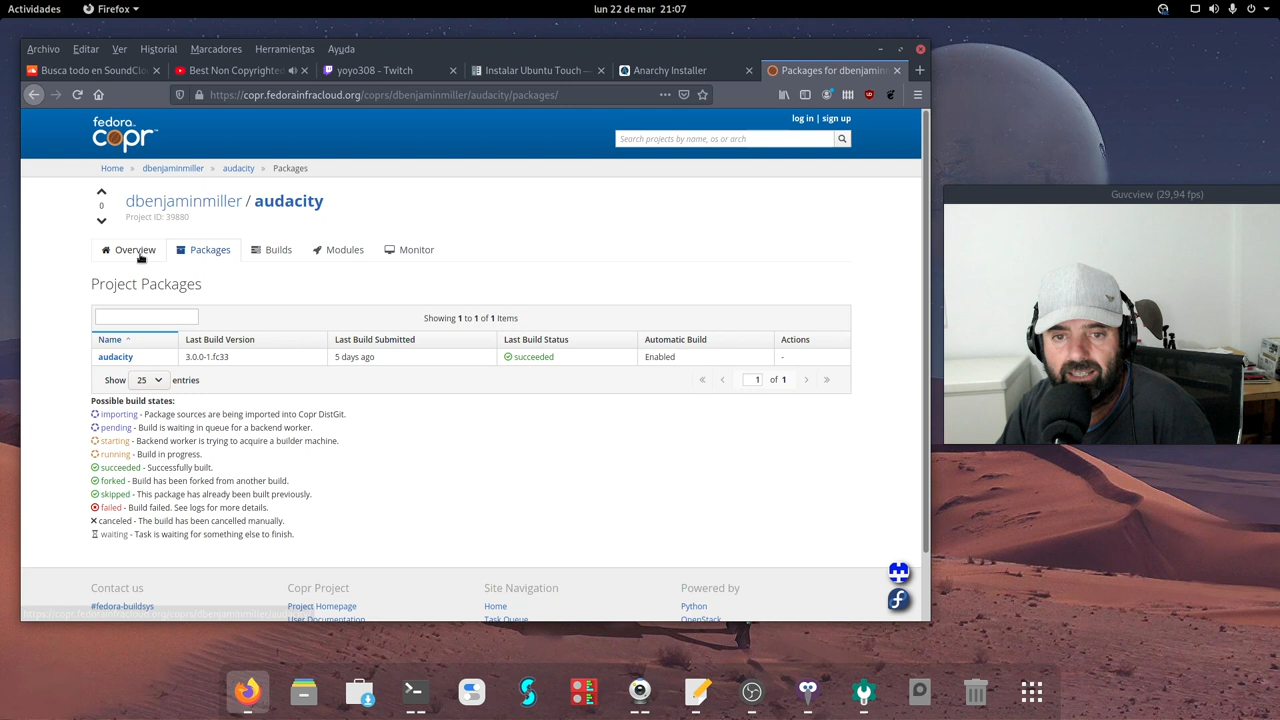 Actividades
Firefox
lun 22 de mar  21:07
Archivo Editar Ver Historial Marcadores Herramientas Ayuda
Busca todo en SoundClo
Best Non Copyrighted
yoyo308 - Twitch
Instalar Ubuntu Touch —
Anarchy Installer
Packages for dbenjaminn
https://copr.fedorainfracloud.org/coprs/dbenjaminmiller/audacity/packages/
Guvcview (29,94 fps)
fedora
copr
log in | sign up
Search projects by name, os or arch
Home » dbenjaminmiller » audacity » Packages
0
dbenjaminmiller / audacity
Project ID: 39880
Overview Packages Builds Modules Monitor
Project Packages
Showing 1 to 1 of 1 Items
Name Last Build Version Last Build Submitted Last Build Status Automatic Build Actions
audacity 3.0.0-1.fc33 5 days ago succeeded Enabled -
Show 25 entries
« ‹ 1 of 1 › »
Possible build states:
importing - Package sources are being imported into Copr DistGit.
pending - Build is waiting in queue for a backend worker.
starting - Backend worker is trying to acquire a builder machine.
running - Build in progress.
succeeded - Successfully built.
forked - Build has been forked from another build.
skipped - This package has already been built previously.
failed - Build failed. See logs for more details.
canceled - The build has been cancelled manually.
waiting - Task is waiting for something else to finish.
Contact us Copr Project Site Navigation Powered by
#fedora-buildsys Project Homepage Home Python
User Documentation Task Queue OpenStack